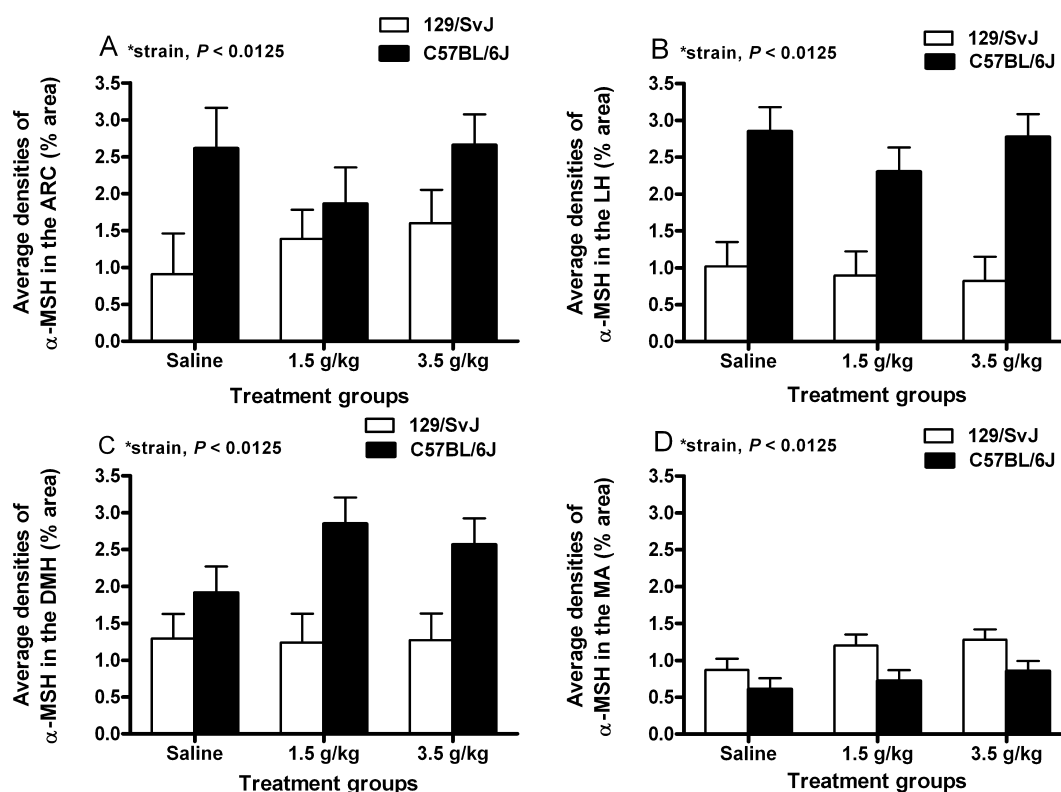 A *strain, P < 0.0125
129/SvJ
C57BL/6J
Average densities of
α-MSH in the ARC (% area)
3.5
3.0
2.5
2.0
1.5
1.0
0.5
0.0
Saline 1.5 g/kg 3.5 g/kg
Treatment groups
B *strain, P < 0.0125
129/SvJ
C57BL/6J
Average densities of
α-MSH in the LH (% area)
3.5
3.0
2.5
2.0
1.5
1.0
0.5
0.0
Saline 1.5 g/kg 3.5 g/kg
Treatment groups
C *strain, P < 0.0125
129/SvJ
C57BL/6J
Average densities of
α-MSH in the DMH (% area)
3.5
3.0
2.5
2.0
1.5
1.0
0.5
0.0
Saline 1.5 g/kg 3.5 g/kg
Treatment groups
D *strain, P < 0.0125
129/SvJ
C57BL/6J
Average densities of
α-MSH in the MA (% area)
3.5
3.0
2.5
2.0
1.5
1.0
0.5
0.0
Saline 1.5 g/kg 3.5 g/kg
Treatment groups